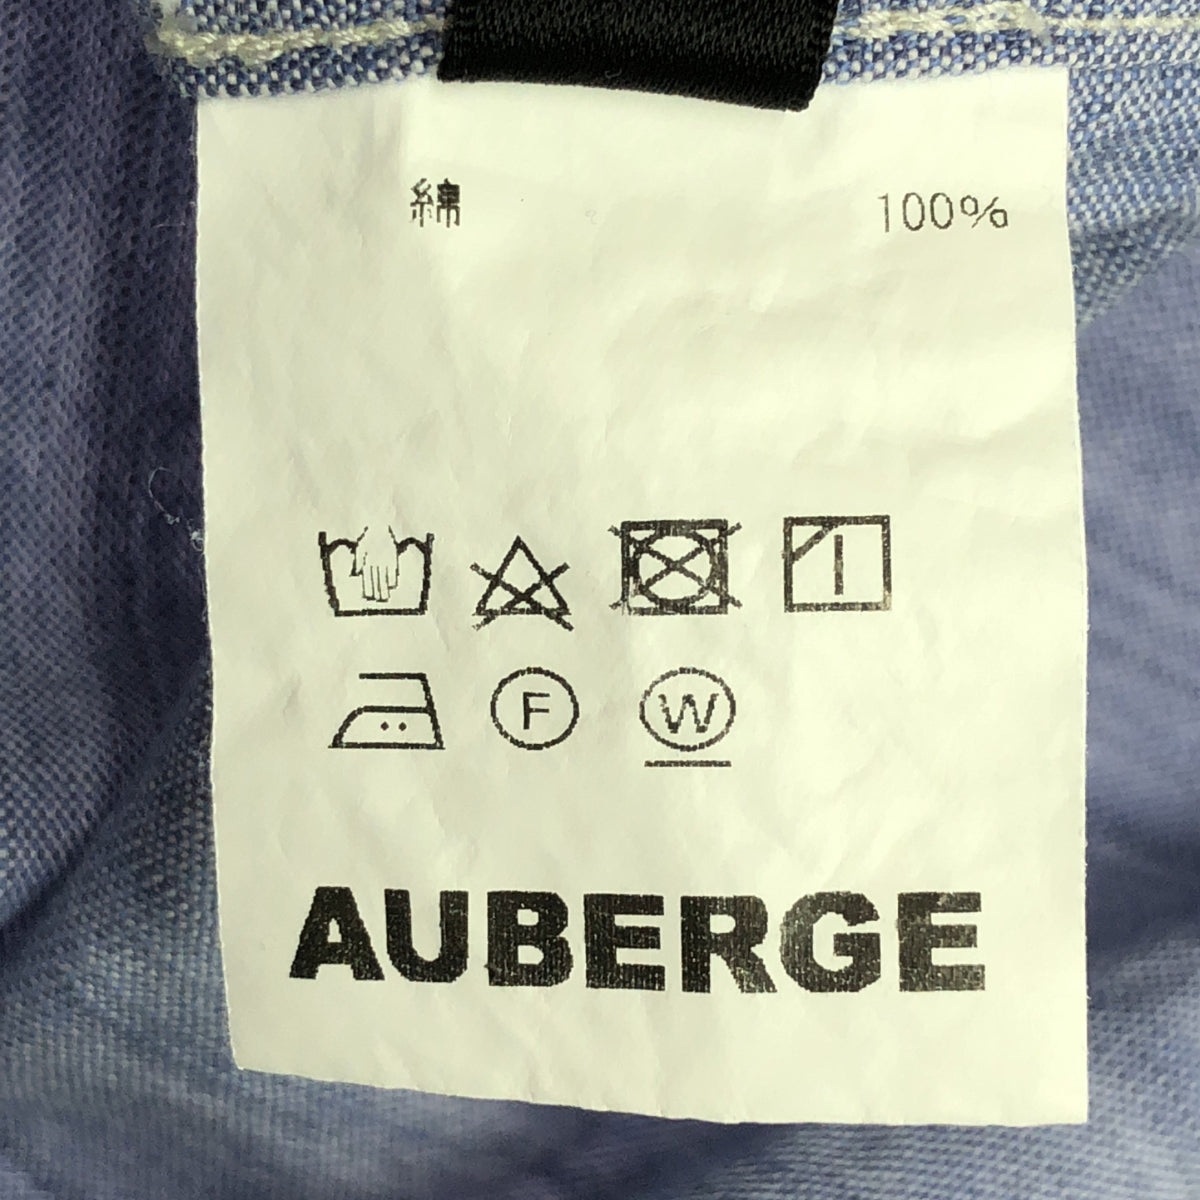 綿 100%
F W
AUBERGE